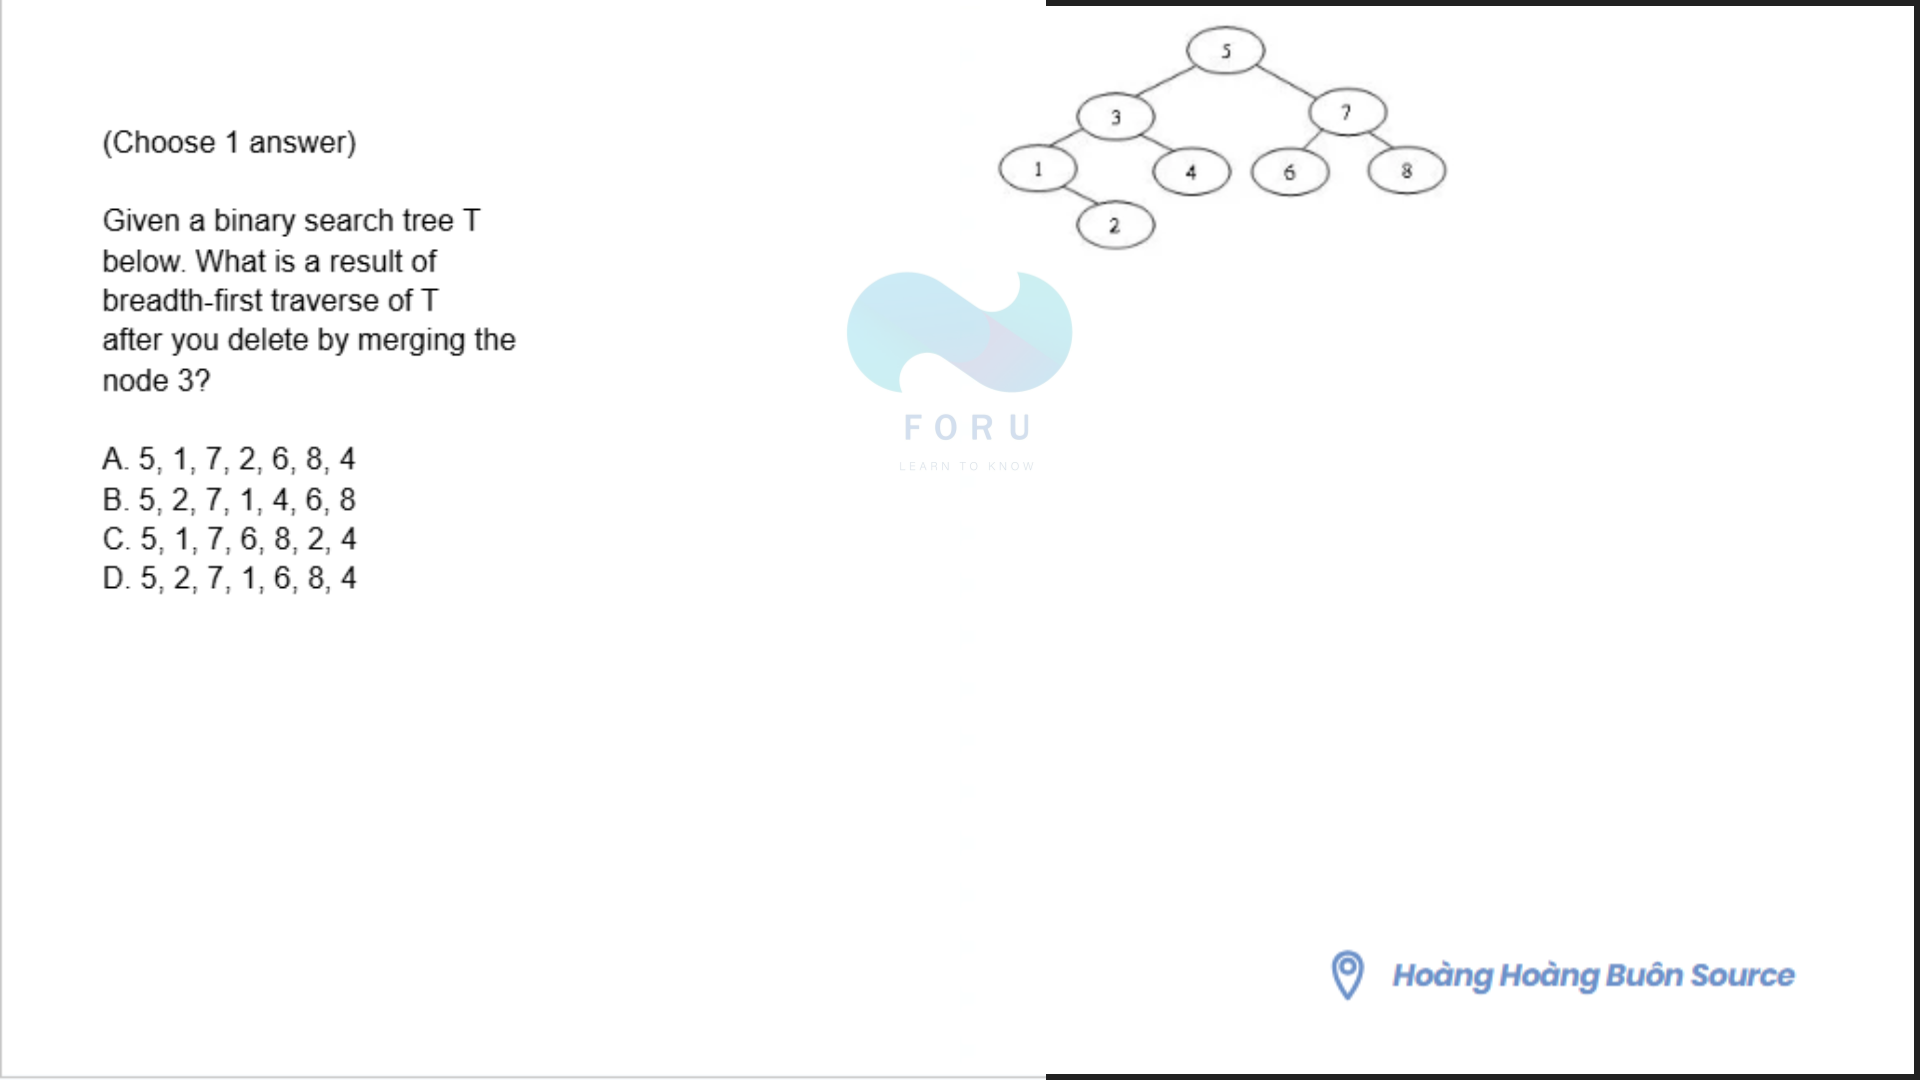 (Choose 1 answer)
Given a binary search tree T
below. What is a result of
breadth-first traverse of T
after you delete by merging the
node 3?
A. 5, 1, 7, 2, 6, 8, 4
B. 5, 2, 7, 1, 4, 6, 8
C. 5, 1, 7, 6, 8, 2, 4
D. 5, 2, 7, 1, 6, 8, 4
5
3
7
1
4
6
8
2
FORU
LEARN TO KNOW
Hoàng Hoàng Buôn Source